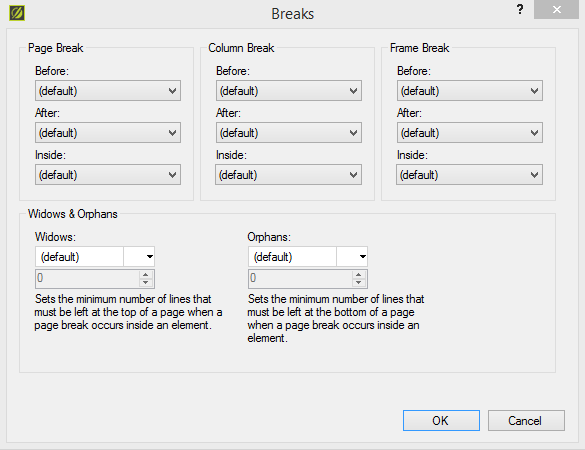 Breaks
?
Page Break
Column Break
Frame Break
Before:
Before:
Before:
(default)
(default)
(default)
After:
After:
After:
(default)
(default)
(default)
Inside:
Inside:
Inside:
(default)
(default)
(default)
Widows & Orphans
Widows:
Orphans:
(default)
(default)
0
0
Sets the minimum number of lines that
must be left at the top of a page when a
page break occurs inside an element.
Sets the minimum number of lines that
must be left at the bottom of a page
when a page break occurs inside an
element.
OK
Cancel